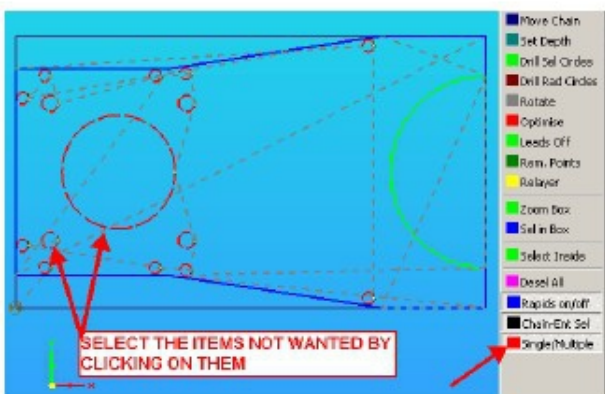 Move Chain
Set Depth
Drill Sel Circles
Drill Rad Circles
Rotate
Optimise
Leads Off
Rem. Points
Relayer
Zoom Box
Sel in Box
Select Inside
Desel All
Rapids on/off
Chain-Ent Sel
Single/Multiple
SELECT THE ITEMS NOT WANTED BY
CLICKING ON THEM
X